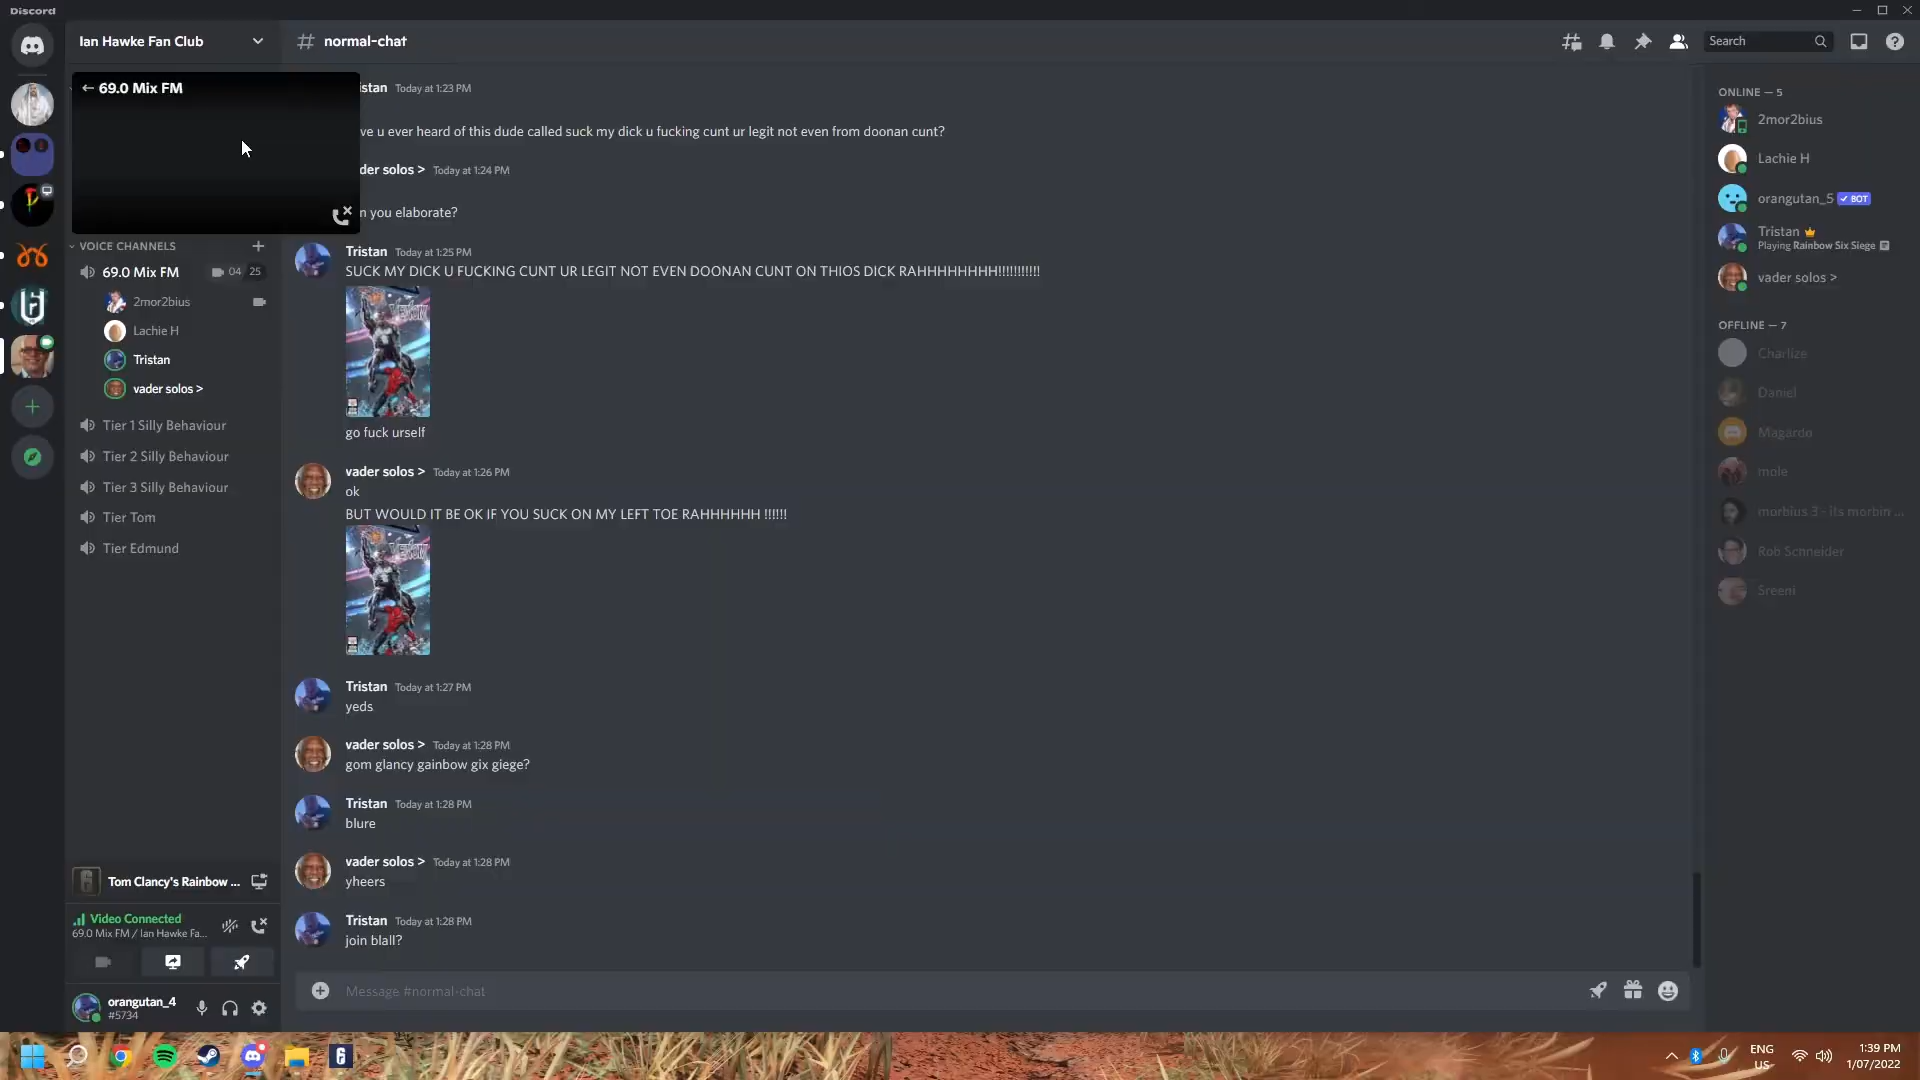 Discord
Ian Hawke Fan Club
normal-chat
Search
69.0 Mix FM
VOICE CHANNELS
69.0 Mix FM
04 25
2mor2bius
Lachie H
Tristan
vader solos >
Tier 1 Silly Behaviour
Tier 2 Silly Behaviour
Tier 3 Silly Behaviour
Tier Tom
Tier Edmund
Tom Clancy's Rainbow ...
Video Connected
69.0 Mix FM / Ian Hawke Fa...
orangutan_4
#5734
stan Today at 1:23 PM
ve u ever heard of this dude called suck my dick u fucking cunt ur legit not even from doonan cunt?
der solos > Today at 1:24 PM
n you elaborate?
Tristan Today at 1:25 PM
SUCK MY DICK U FUCKING CUNT UR LEGIT NOT EVEN DOONAN CUNT ON THIOS DICK RAHHHHHHHH!!!!!!!!!!!
VENOM
go fuck urself
vader solos > Today at 1:26 PM
ok
BUT WOULD IT BE OK IF YOU SUCK ON MY LEFT TOE RAHHHHHH !!!!!!
VENOM
Tristan Today at 1:27 PM
yeds
vader solos > Today at 1:28 PM
gom glancy gainbow gix giege?
Tristan Today at 1:28 PM
blure
vader solos > Today at 1:28 PM
yheers
Tristan Today at 1:28 PM
join blall?
Message #normal-chat
ONLINE — 5
2mor2bius
Lachie H
orangutan_5 BOT
Tristan
Playing Rainbow Six Siege
vader solos >
OFFLINE — 7
Charlize
Daniel
Magardo
mole
morbius 3 - its morbin ...
Rob Schneider
Sreeni
ENG
US
1:39 PM
1/07/2022